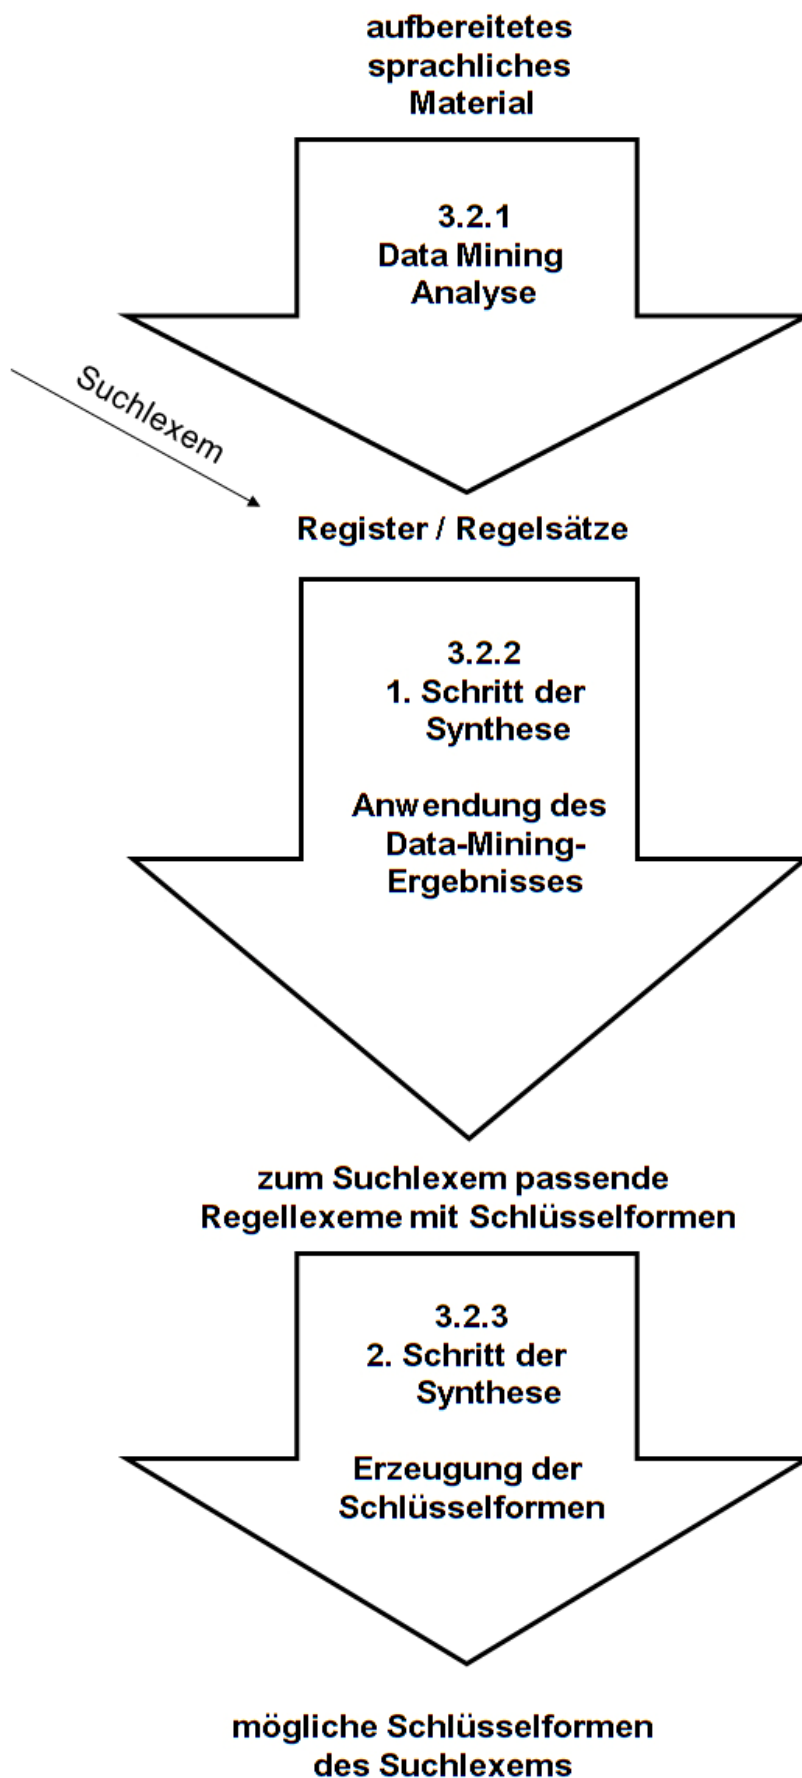 aufbereitetes
sprachliches
Material
3.2.1
Data Mining
Analyse
Suchlexem
Register / Regelsätze
3.2.2
1. Schritt der
Synthese
Anwendung des
Data-Mining-
Ergebnisses
zum Suchlexem passende
Regellexeme mit Schlüsselformen
3.2.3
2. Schritt der
Synthese
Erzeugung der
Schlüsselformen
mögliche Schlüsselformen
des Suchlexems